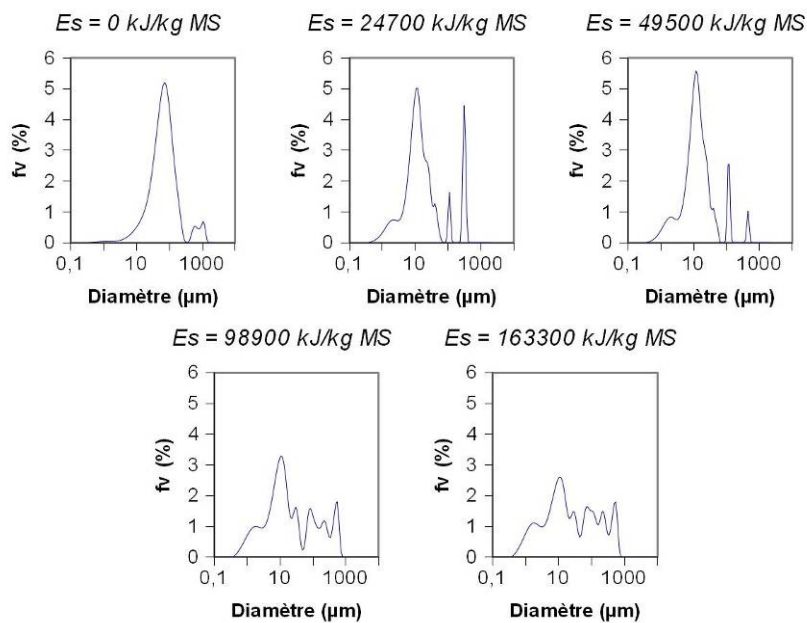 Es = 0 kJ/kg MS
Es = 24700 kJ/kg MS
Es = 49500 kJ/kg MS
6
5
4
3
2
1
0
fv (%)
0,1 10 1000
Diamètre (µm)
6
5
4
3
2
1
0
fv (%)
0,1 10 1000
Diamètre (µm)
6
5
4
3
2
1
0
fv (%)
0,1 10 1000
Diamètre (µm)
Es = 98900 kJ/kg MS
Es = 163300 kJ/kg MS
6
5
4
3
2
1
0
fv (%)
0,1 10 1000
Diamètre (µm)
6
5
4
3
2
1
0
fv (%)
0,1 10 1000
Diamètre (µm)